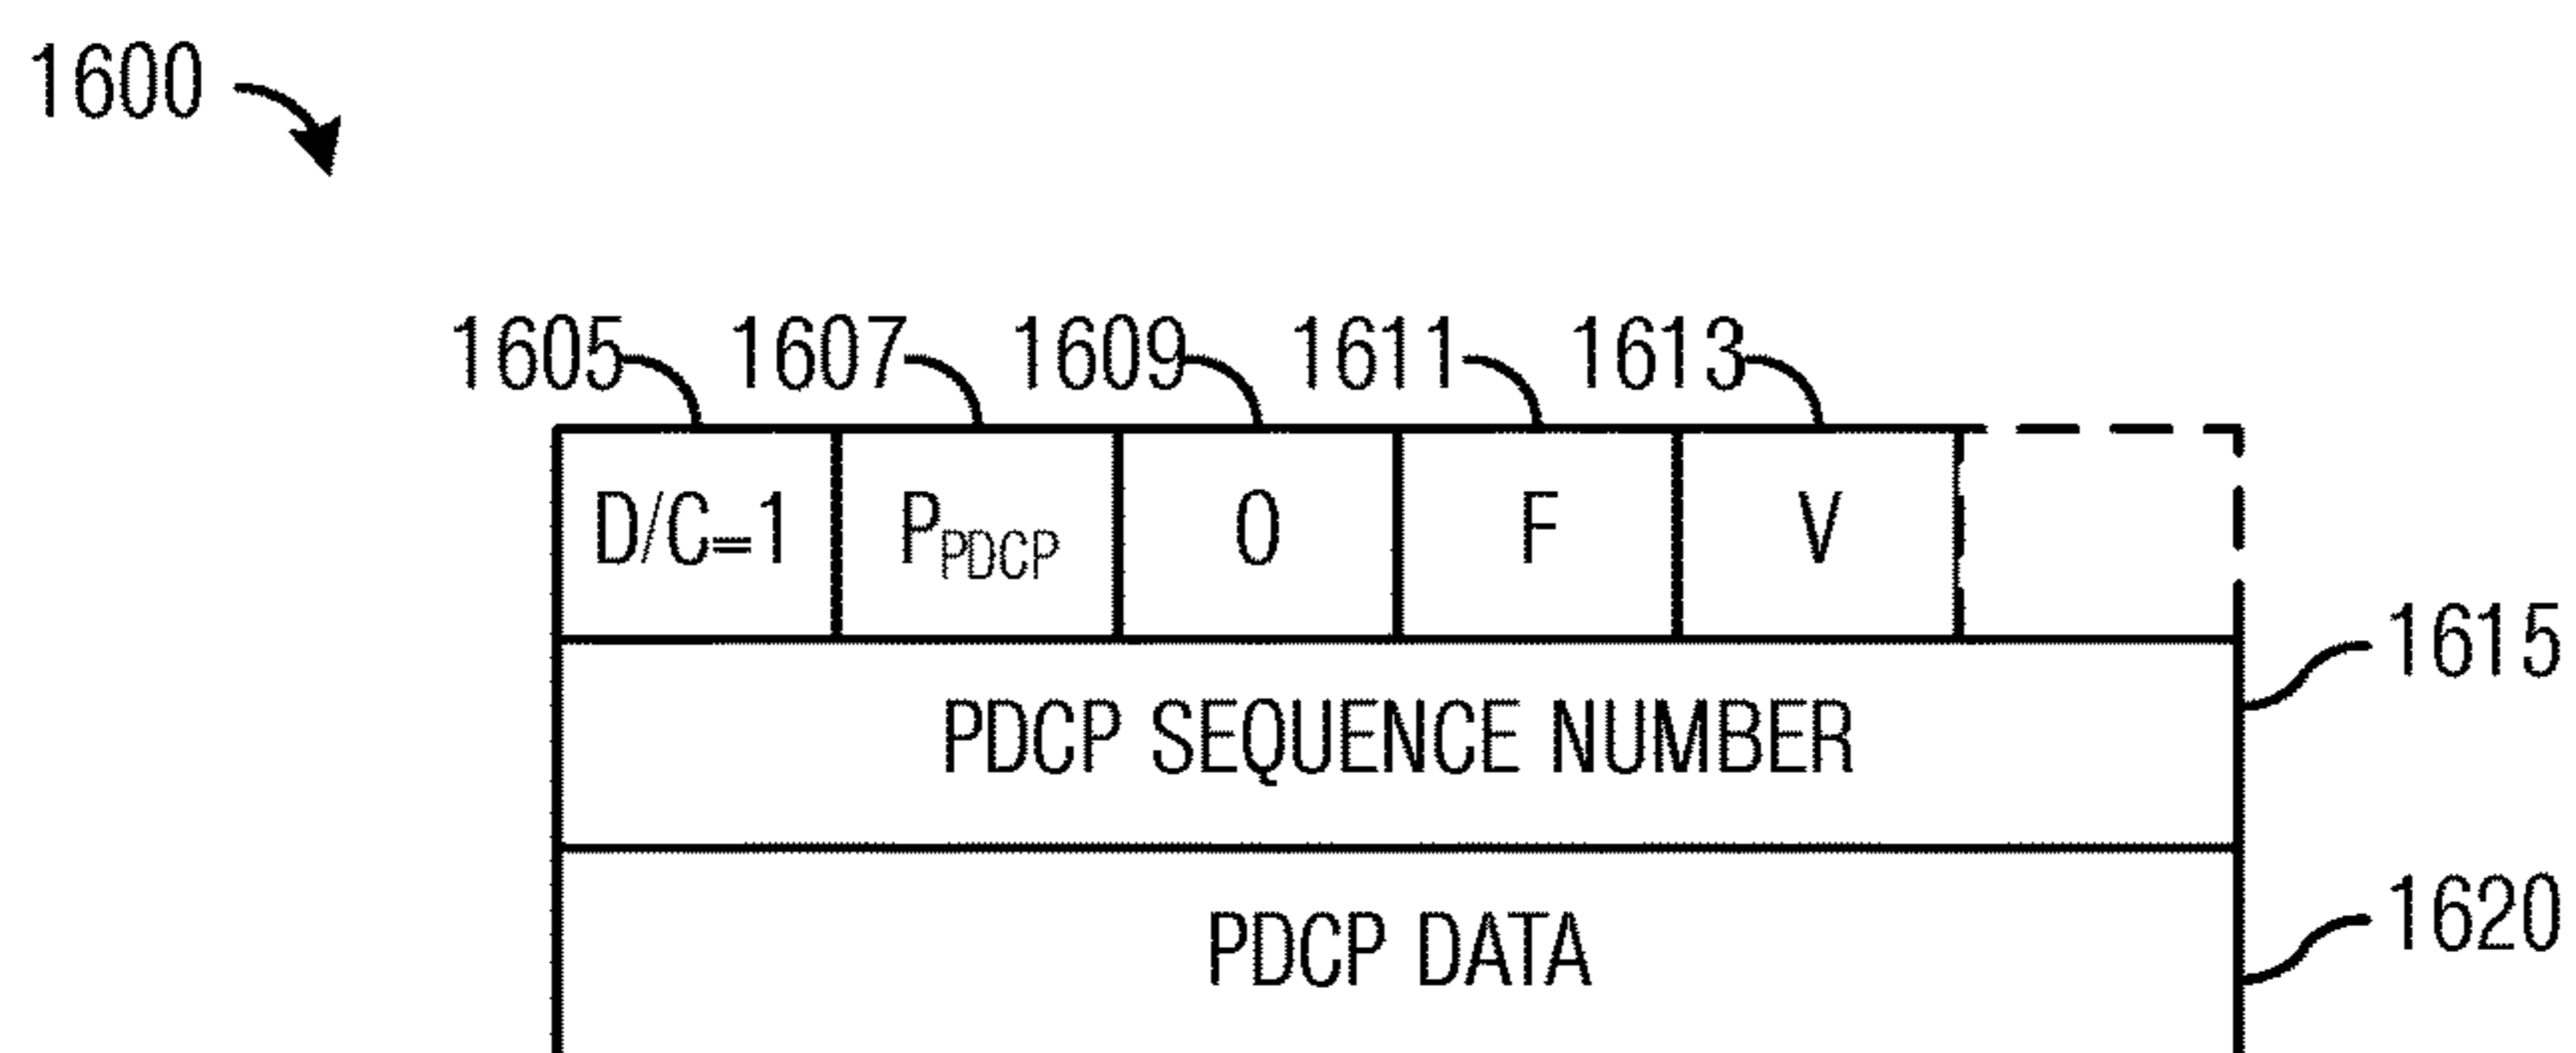 1600
1605 1607 1609 1611 1613
D/C=1 PPDCP O F V
1615
PDCP SEQUENCE NUMBER
1620
PDCP DATA